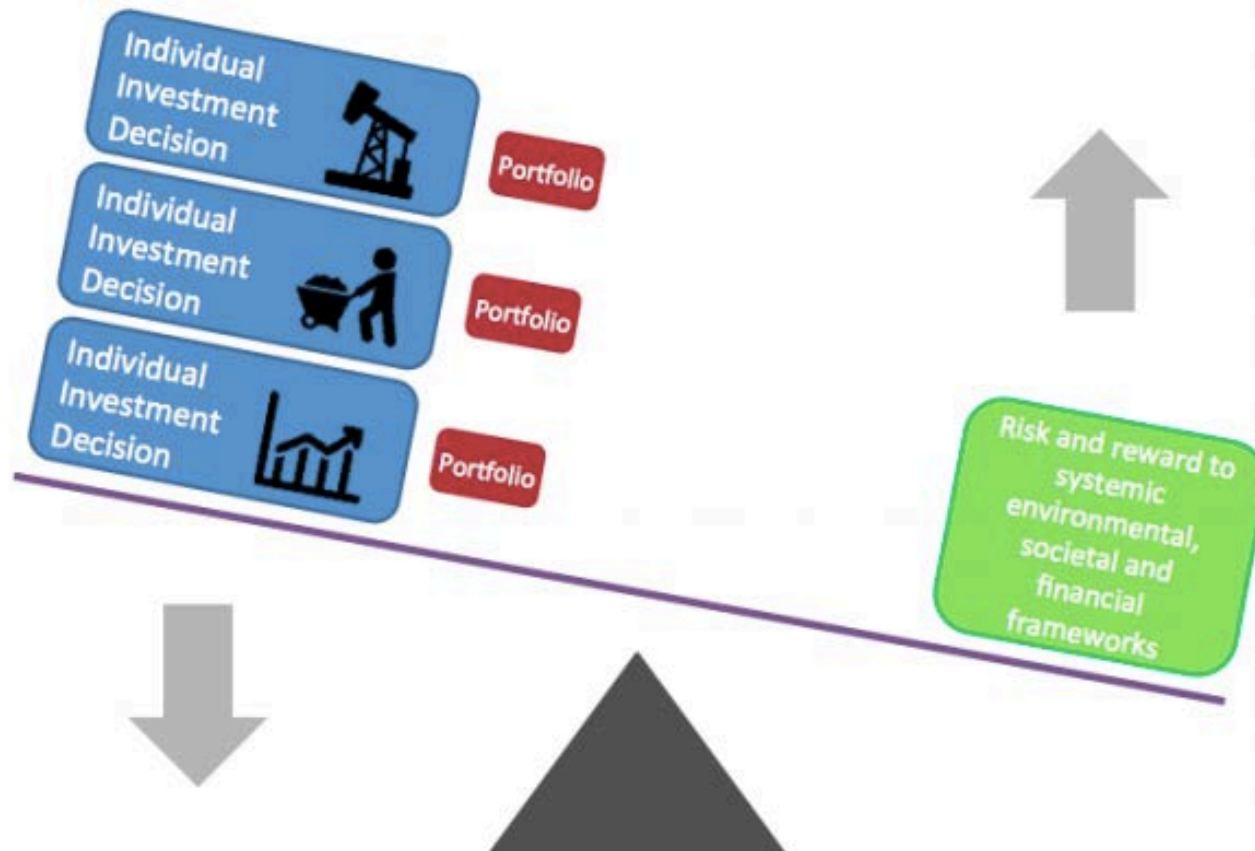 Individual
Investment
Decision
Portfolio
Individual
Investment
Decision
Portfolio
Individual
Investment
Decision
Portfolio
Risk and reward to
systemic
environmental,
societal and
financial
frameworks